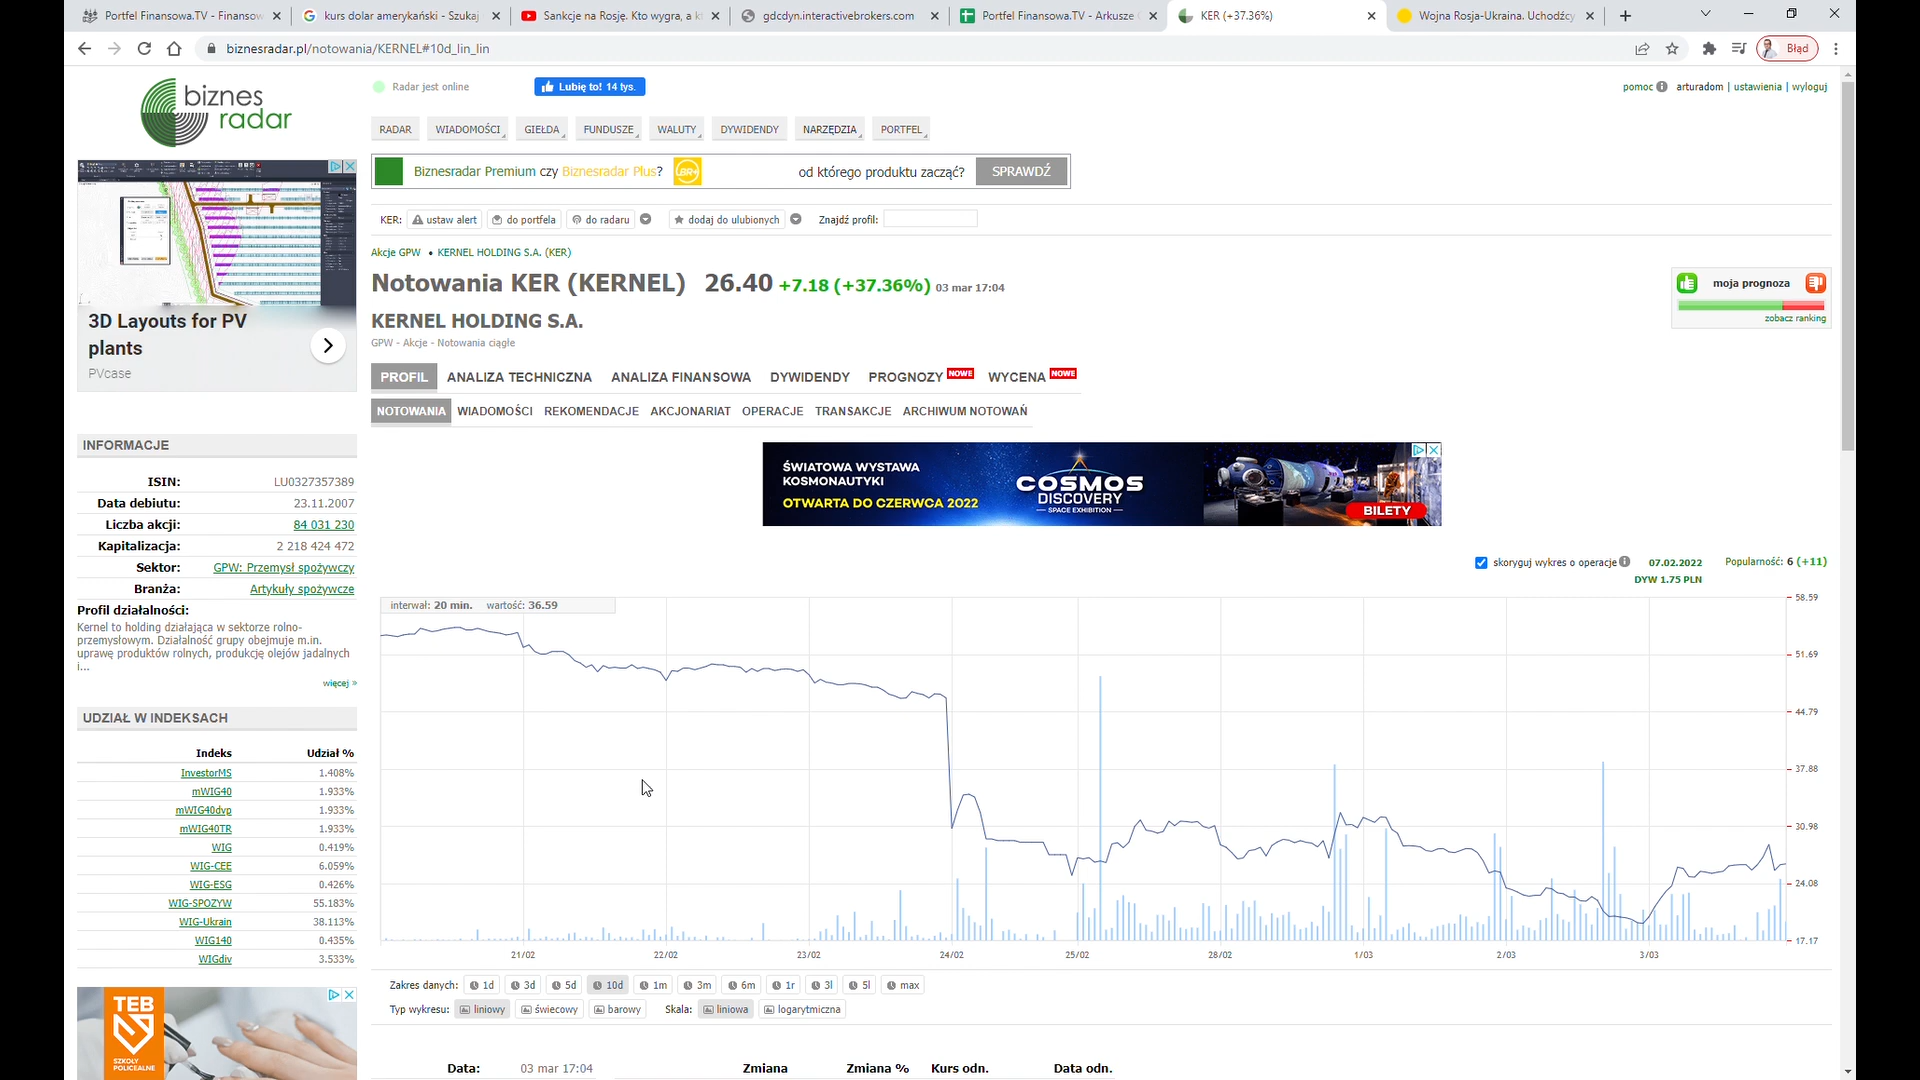 Portfel Finansowa.TV - Finansow
kurs dolar amerykański - Szukaj
Sankcje na Rosję. Kto wygra, a kt
gdcdyn.interactivebrokers.com
Portfel Finansowa.TV - Arkusze
KER (+37.36%)
Wojna Rosja-Ukraina. Uchodźcy
biznesradar.pl/notowania/KERNEL#10d_lin_lin
Błąd
biznes
radar
Radar jest online
Lubię to! 14 tys.
pomoc
arturadom | ustawienia | wyloguj
RADAR
WIADOMOŚCI
GIEŁDA
FUNDUSZE
WALUTY
DYWIDENDY
NARZĘDZIA
PORTFEL
Biznesradar Premium czy Biznesradar Plus?
BR+
od którego produktu zacząć?
SPRAWDŹ
3D Layouts for PV
plants
PVcase
KER:
ustaw alert
do portfela
do radaru
dodaj do ulubionych
Znajdź profil:
Akcje GPW • KERNEL HOLDING S.A. (KER)
Notowania KER (KERNEL) 26.40 +7.18 (+37.36%) 03 mar 17:04
moja prognoza
zobacz ranking
KERNEL HOLDING S.A.
GPW - Akcje - Notowania ciągłe
PROFIL
ANALIZA TECHNICZNA
ANALIZA FINANSOWA
DYWIDENDY
PROGNOZY NOWE
WYCENA NOWE
NOTOWANIA
WIADOMOŚCI
REKOMENDACJE
AKCJONARIAT
OPERACJE
TRANSAKCJE
ARCHIWUM NOTOWAŃ
ŚWIATOWA WYSTAWA
KOSMONAUTYKI
OTWARTA DO CZERWCA 2022
COSMOS
DISCOVERY
SPACE EXHIBITION
BILETY
INFORMACJE
ISIN: LU0327357389
Data debiutu: 23.11.2007
Liczba akcji: 84 031 230
Kapitalizacja: 2 218 424 472
Sektor: GPW: Przemysł spożywczy
Branża: Artykuły spożywcze
Profil działalności:
Kernel to holding działająca w sektorze rolno-
przemysłowym. Działalność grupy obejmuje m.in.
uprawę produktów rolnych, produkcję olejów jadalnych
i...
więcej »
UDZIAŁ W INDEKSACH
Indeks Udział %
InvestorMS 1.408%
mWIG40 1.933%
mWIG40dvp 1.933%
mWIG40TR 1.933%
WIG 0.419%
WIG-CEE 6.059%
WIG-ESG 0.426%
WIG-SPOZYW 55.183%
WIG-Ukrain 38.113%
WIG140 0.435%
WIGdiv 3.533%
TEB
SZKOŁY
POLICEALNE
skoryguj wykres o operacje
07.02.2022
DYW 1.75 PLN
Popularność: 6 (+11)
interwał: 20 min. wartość: 36.59
58.59
51.69
44.79
37.88
30.98
24.08
17.17
21/02
22/02
23/02
24/02
25/02
28/02
1/03
2/03
3/03
Zakres danych: 1d 3d 5d 10d 1m 3m 6m 1r 3l 5l max
Typ wykresu: liniowy świecowy barowy Skala: liniowa logarytmiczna
Data: 03 mar 17:04
Zmiana
Zmiana %
Kurs odn.
Data odn.